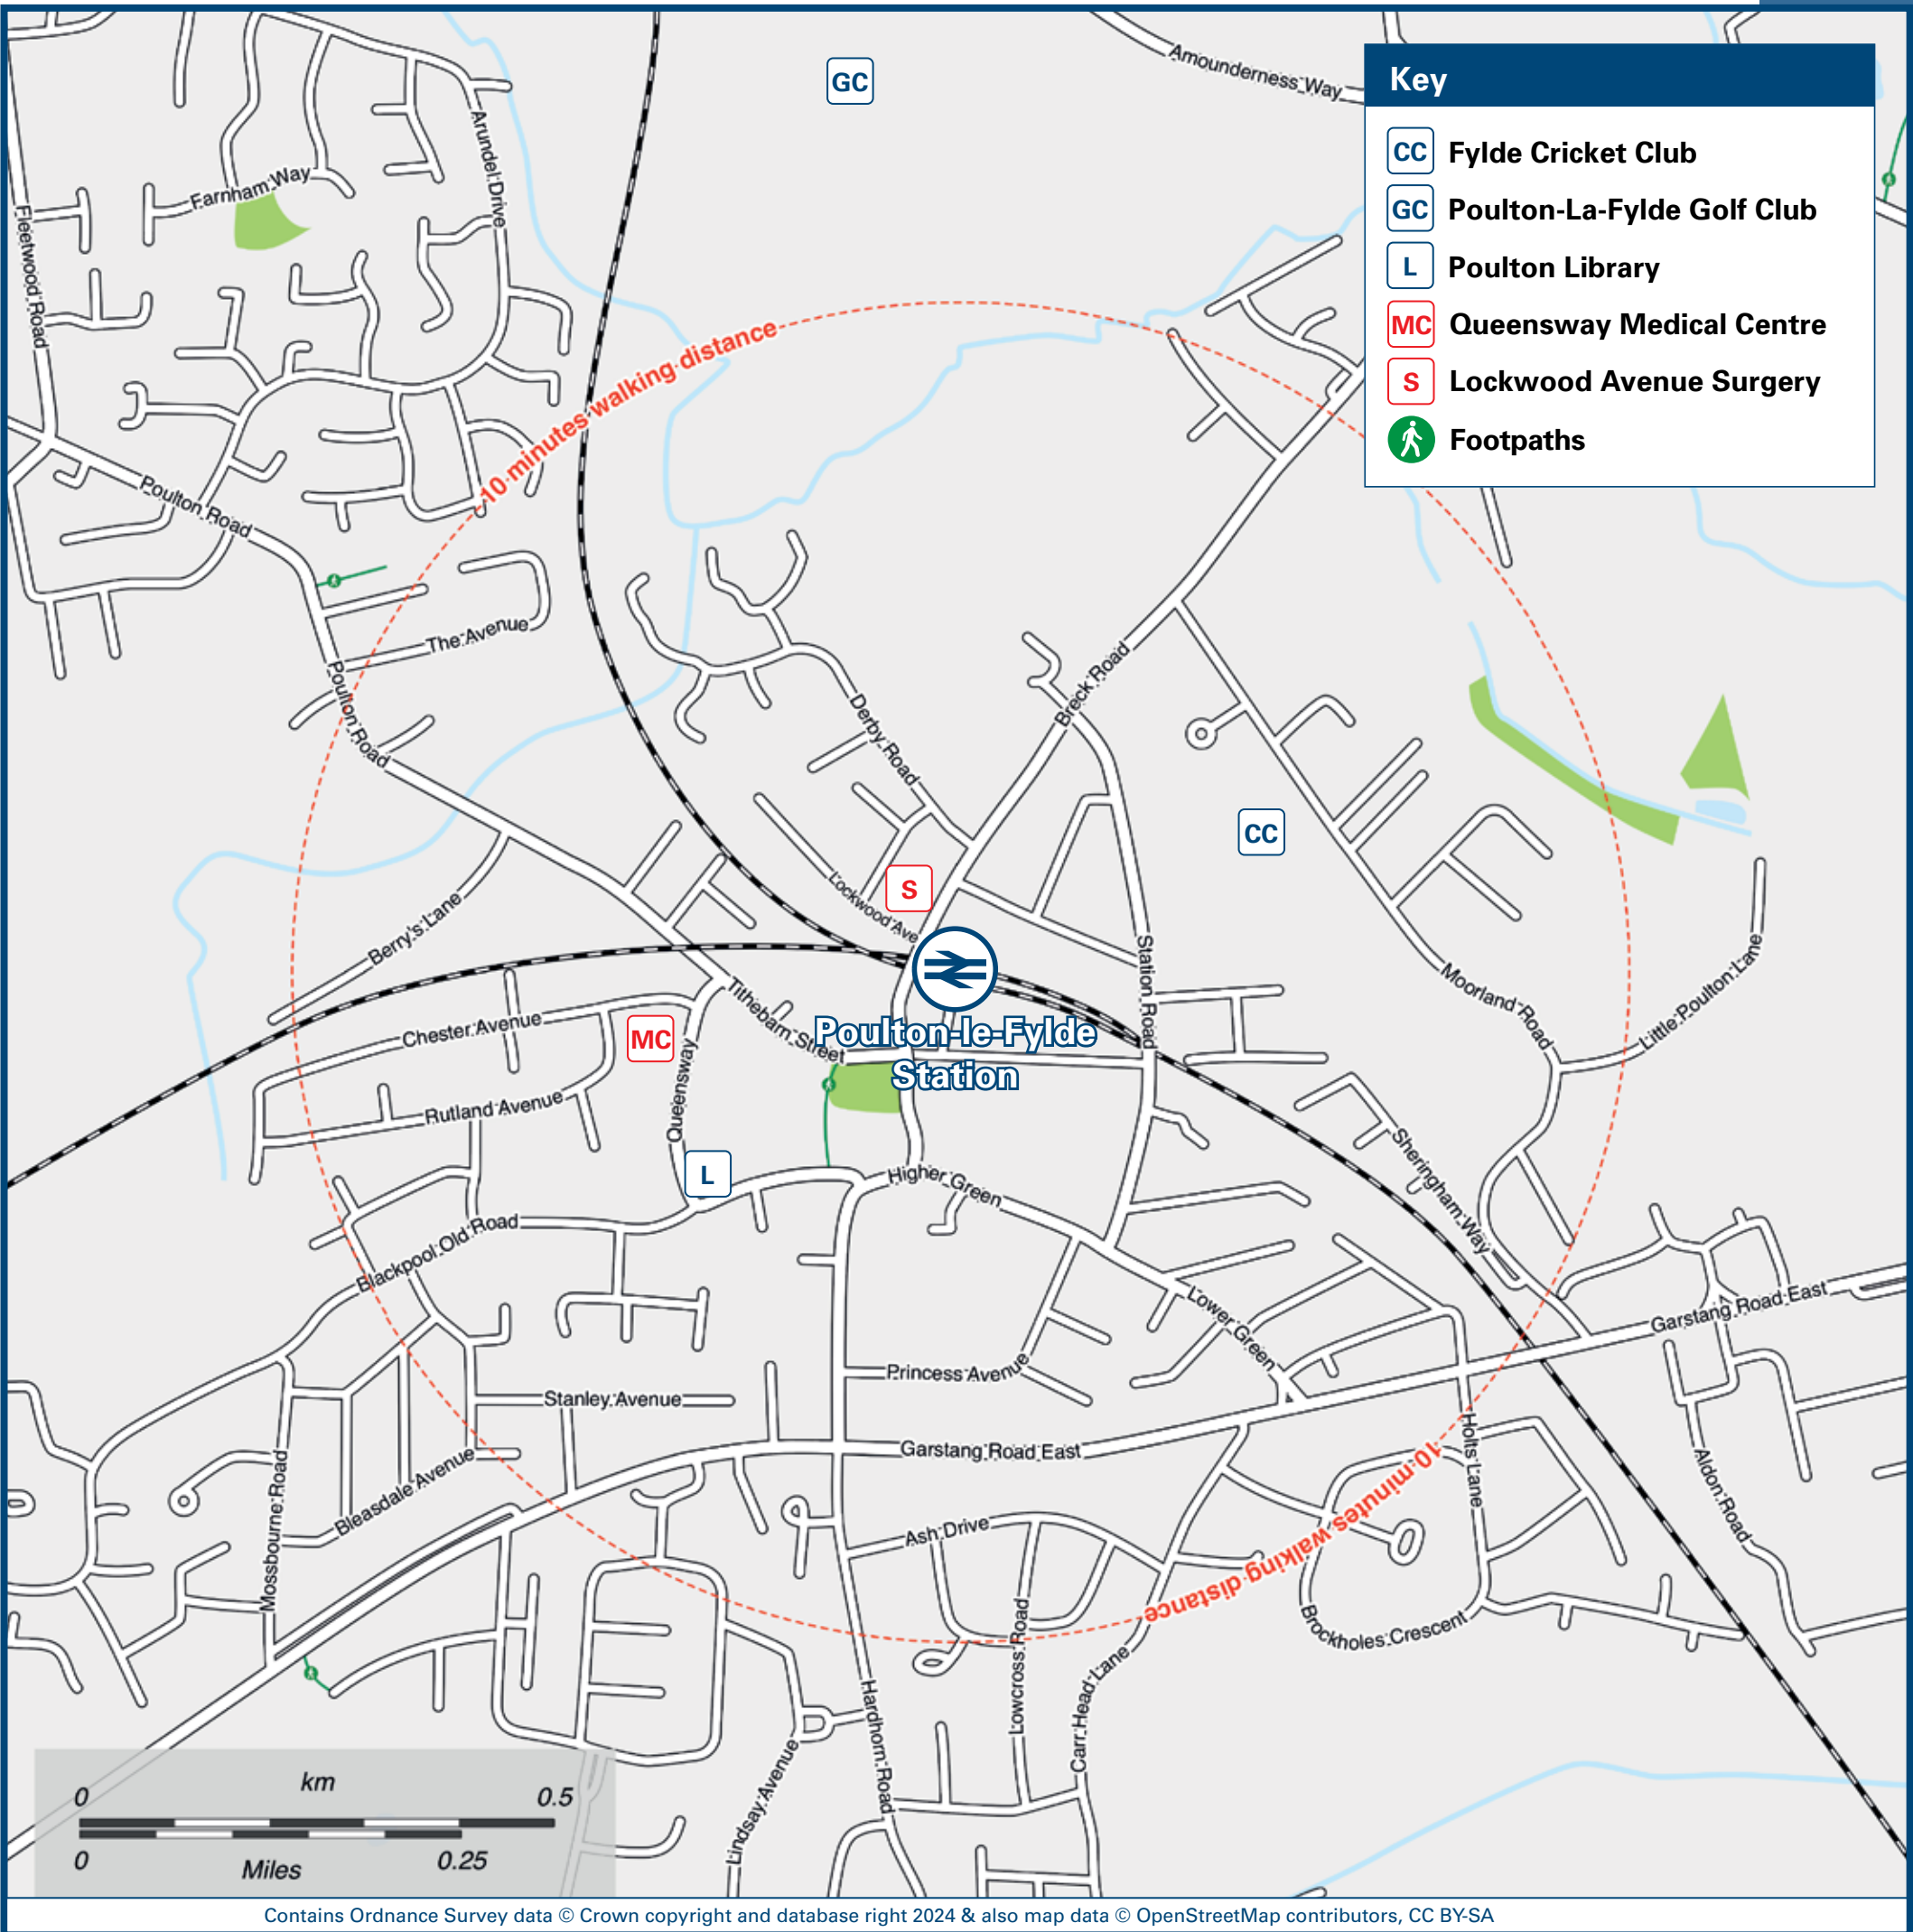 GC
Amounderness Way
Key
CC Fylde Cricket Club
GC Poulton-La-Fylde Golf Club
L Poulton Library
MC Queensway Medical Centre
S Lockwood Avenue Surgery
Footpaths
Arundel Drive
Farnham Way
Fleetwood Road
10 minutes walking distance
Poulton Road
The Avenue
Poulton Road
Breck Road
Derby Road
CC
Lockwood Ave
S
Berry's Lane
Station Road
Moorland Road
Little Poulton Lane
Tithebarn Street
Chester Avenue
MC
Poulton-le-Fylde
Station
Queensway
Rutland Avenue
Sheringham Way
L
Higher Green
Blackpool Old Road
Lower Green
Garstang Road East
Princess Avenue
Stanley Avenue
Garstang Road East
Holts Lane
Mossbourne Road
Bleasdale Avenue
Aldon Road
Ash Drive
10 minutes walking distance
Brockholes Crescent
Lowcross Road
Carr Head Lane
Hardhorn Road
Lindsay Avenue
km
0 0.5
0 0.25
Miles
Contains Ordnance Survey data © Crown copyright and database right 2024 & also map data © OpenStreetMap contributors, CC BY-SA